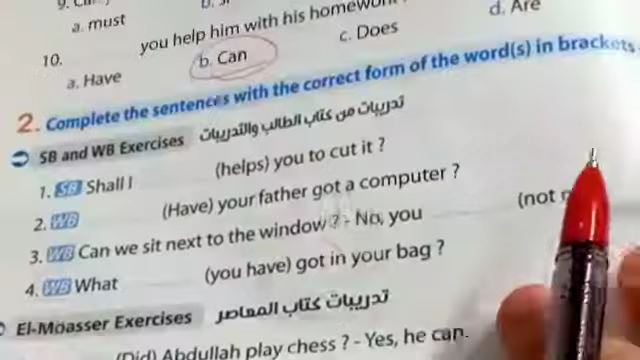 a. must
d. Are
10. you help him with his homework
a. Have b. Can c. Does
2. Complete the sentences with the correct form of the word(s) in brackets.
SB and WB Exercises تدريبات من كتاب الطالب والتدريبات
1. SB Shall I (helps) you to cut it ?
2. WB (Have) your father got a computer ?
3. WB Can we sit next to the window ? - No, you (not
4. WB What (you have) got in your bag ?
El-Moasser Exercises تدريبات كتاب المعاصر
(Did) Abdullah play chess ? - Yes, he can.